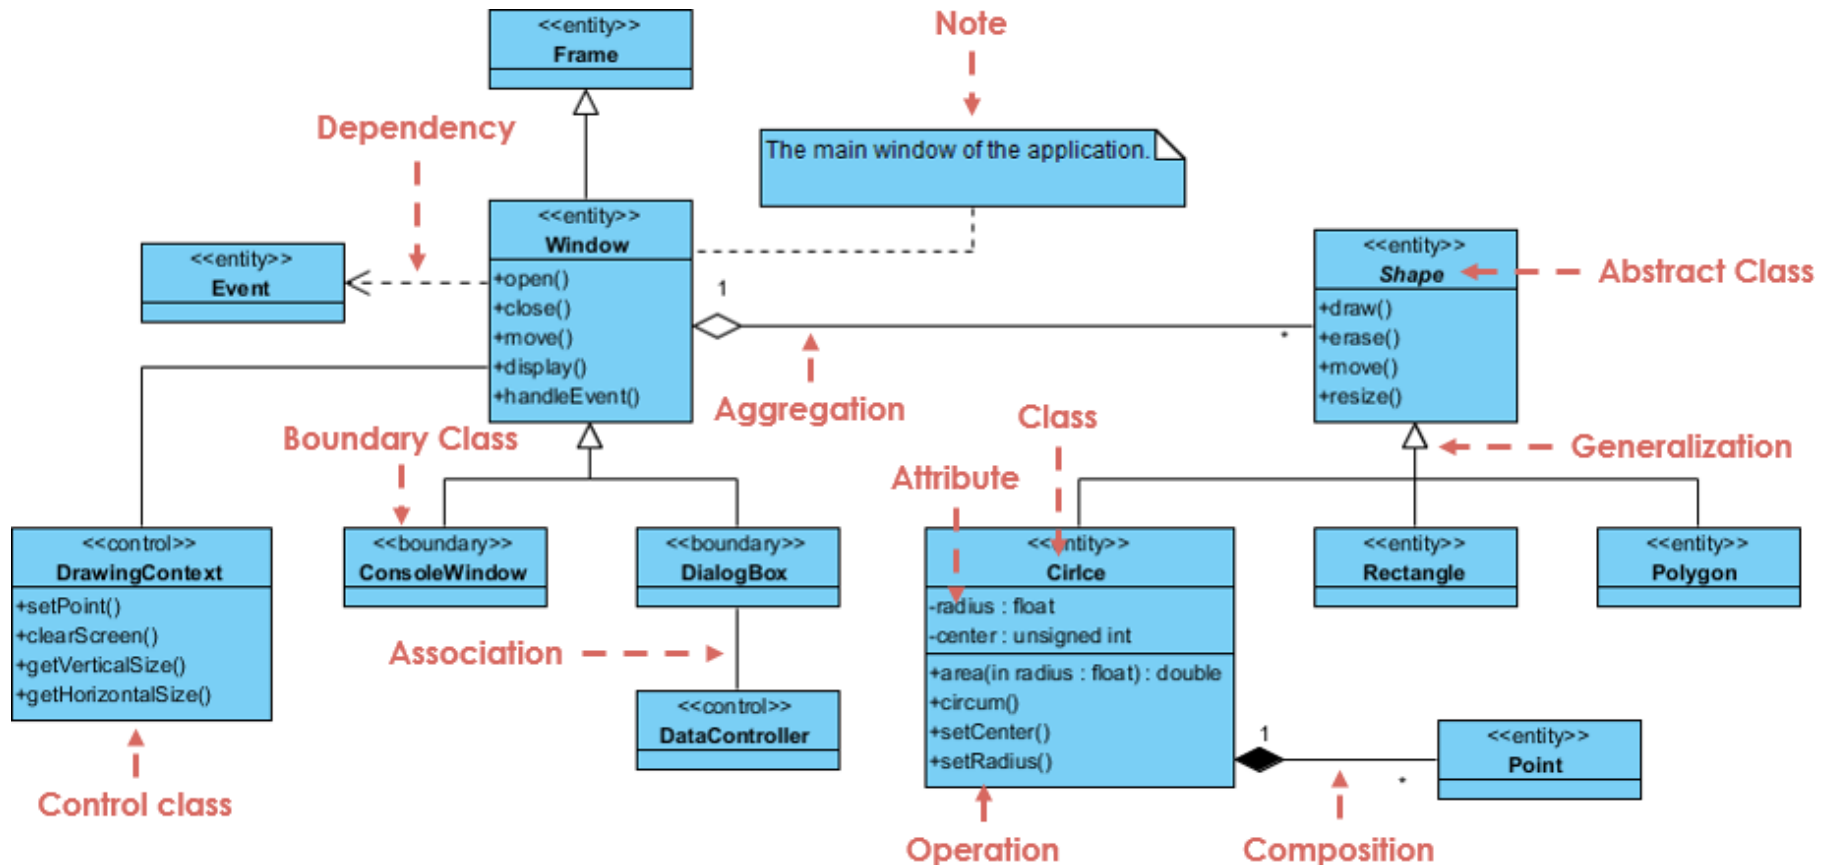 <<entity>>
Frame
Note
Dependency
The main window of the application.
<<entity>>
Window
+open()
+close()
+move()
+display()
+handleEvent()
<<entity>>
Event
1
*
Aggregation
<<entity>>
Shape
+draw()
+erase()
+move()
+resize()
Abstract Class
Generalization
Boundary Class
Class
Attribute
<<control>>
DrawingContext
+setPoint()
+clearScreen()
+getVerticalSize()
+getHorizontalSize()
Control class
<<boundary>>
ConsoleWindow
<<boundary>>
DialogBox
Association
<<control>>
DataController
<<entity>>
Cirlce
-radius : float
-center : unsigned int
+area(in radius : float) : double
+circum()
+setCenter()
+setRadius()
Operation
<<entity>>
Rectangle
<<entity>>
Polygon
1
*
<<entity>>
Point
Composition